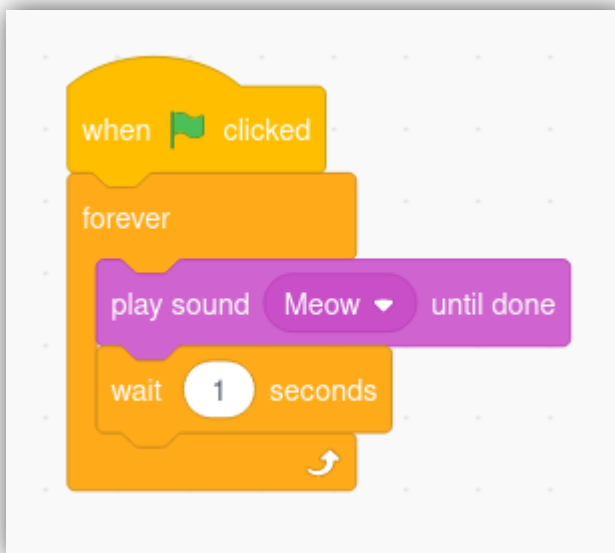 when clicked
forever
play sound Meow until done
wait 1 seconds